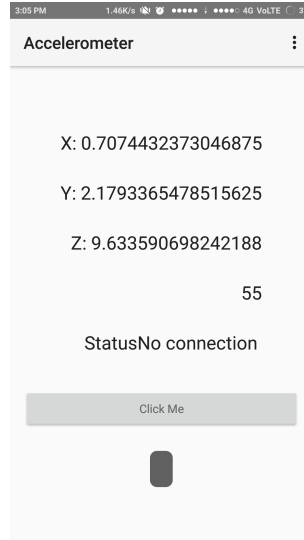 3:05 PM 1.46K/s 4G VoLTE 3
Accelerometer
X: 0.7074432373046875
Y: 2.1793365478515625
Z: 9.633590698242188
55
StatusNo connection
Click Me